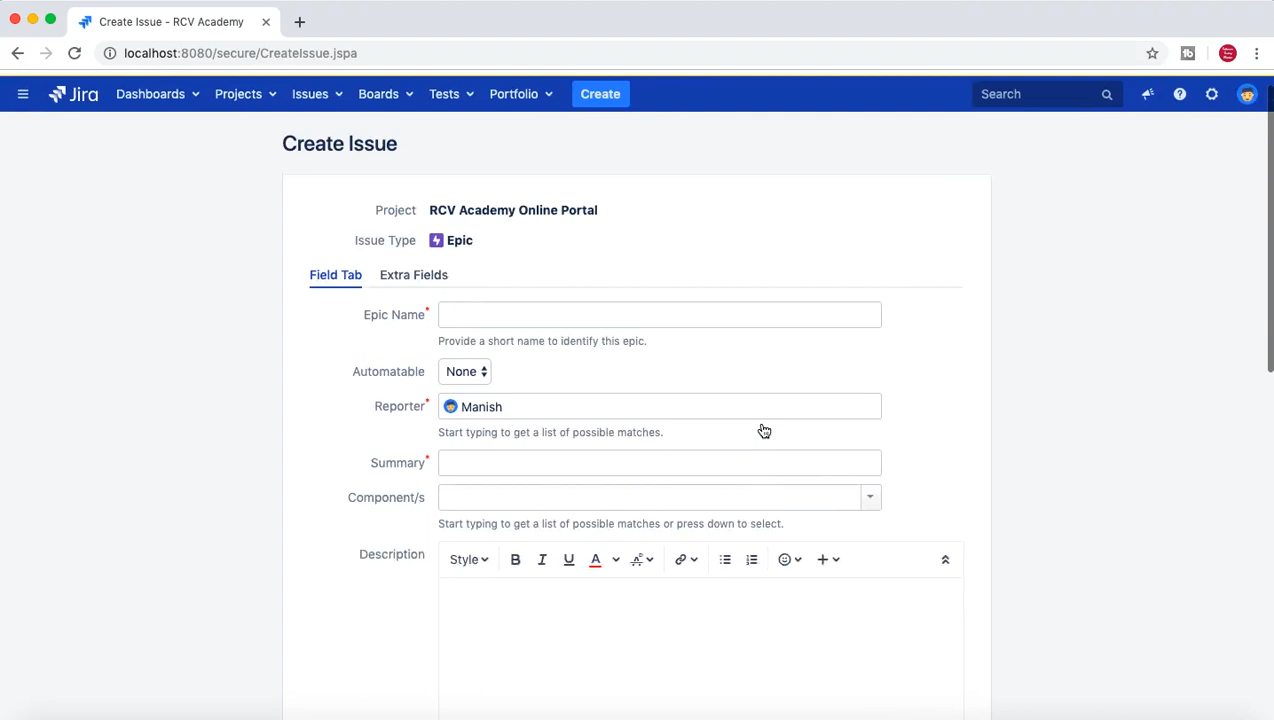 Create Issue - RCV Academy
localhost:8080/secure/CreateIssue.jspa
Jira Dashboards Projects Issues Boards Tests Portfolio Create Search
Create Issue
Project RCV Academy Online Portal
Issue Type Epic
Field Tab Extra Fields
Epic Name*
Provide a short name to identify this epic.
Automatable None
Reporter* Manish
Start typing to get a list of possible matches.
Summary*
Component/s
Start typing to get a list of possible matches or press down to select.
Description Style B I U A